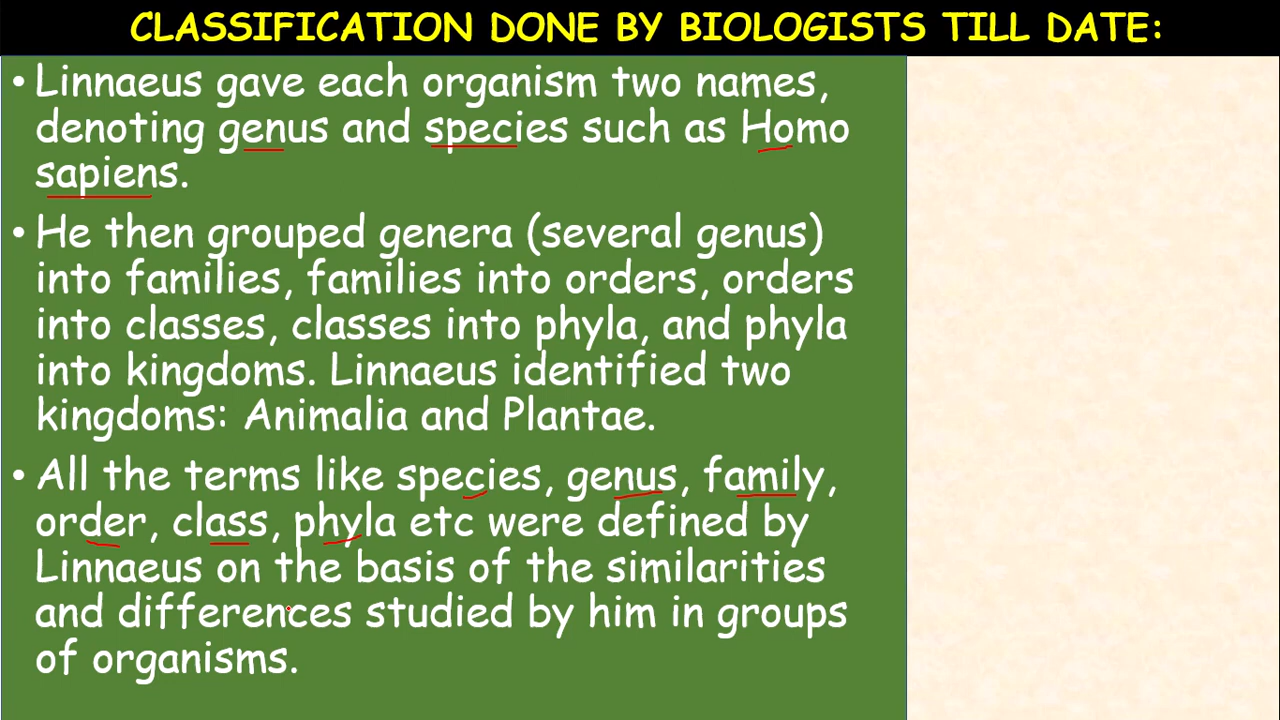 CLASSIFICATION DONE BY BIOLOGISTS TILL DATE:
• Linnaeus gave each organism two names,
denoting genus and species such as Homo
sapiens.
• He then grouped genera (several genus)
into families, families into orders, orders
into classes, classes into phyla, and phyla
into kingdoms. Linnaeus identified two
kingdoms: Animalia and Plantae.
• All the terms like species, genus, family,
order, class, phyla etc were defined by
Linnaeus on the basis of the similarities
and differences studied by him in groups
of organisms.